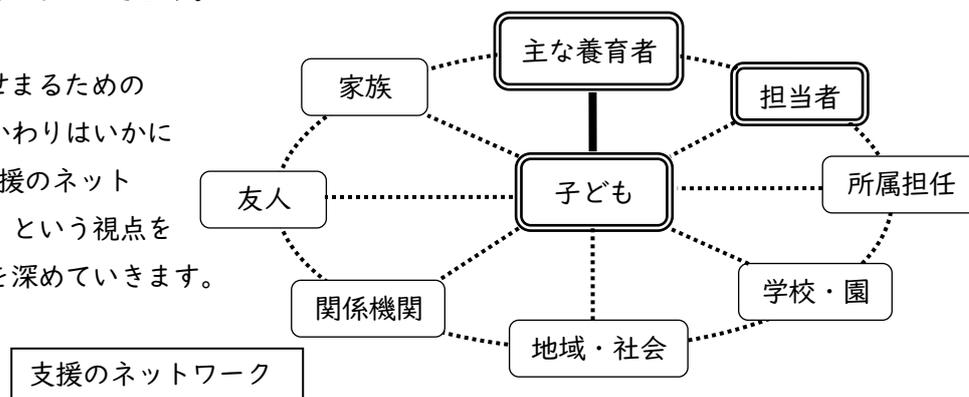 せまるための
かわりはいかに
援のネット
という視点を
を深めていきます。
主な養育者
家族
担当者
友人
子ども
所属担任
関係機関
学校・園
地域・社会
支援のネットワーク